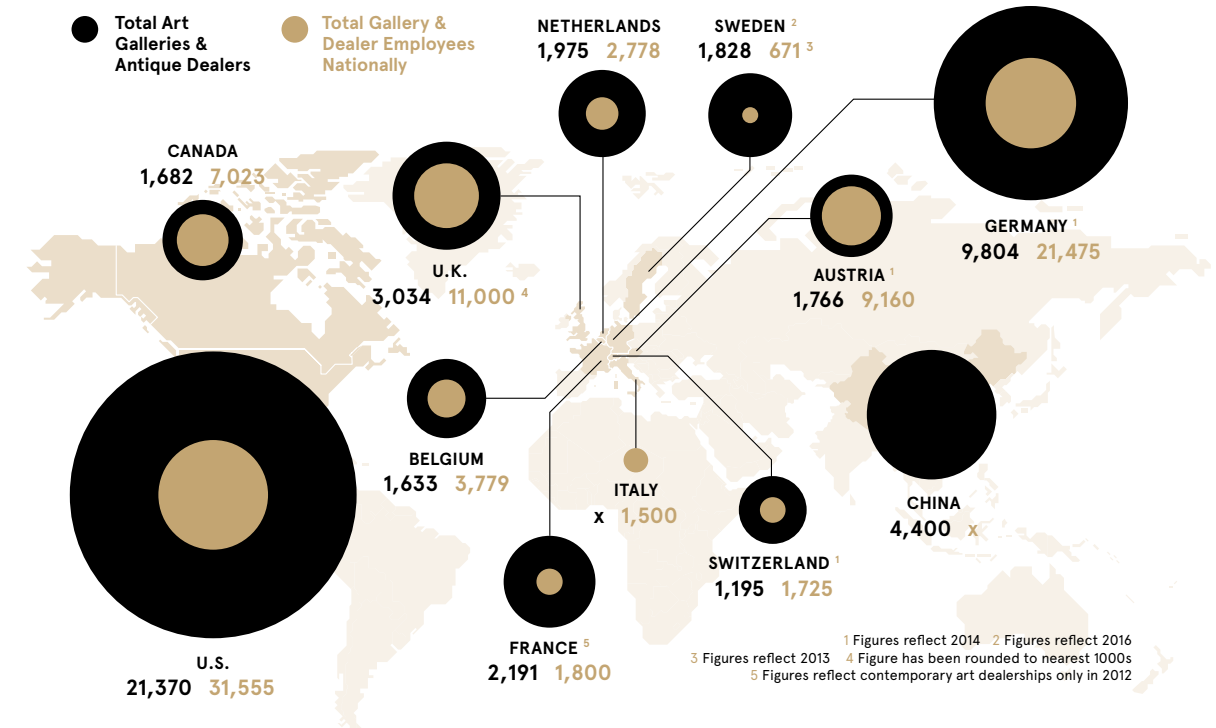 Total Art
Galleries &
Antique Dealers
Total Gallery &
Dealer Employees
Nationally
NETHERLANDS
1,975 2,778
SWEDEN 2
1,828 671 3
CANADA
1,682 7,023
U.K.
3,034 11,000 4
GERMANY 1
9,804 21,475
AUSTRIA 1
1,766 9,160
BELGIUM
1,633 3,779
ITALY
x 1,500
CHINA
4,400 x
SWITZERLAND 1
1,195 1,725
FRANCE 5
2,191 1,800
U.S.
21,370 31,555
1 Figures reflect 2014 2 Figures reflect 2016
3 Figures reflect 2013 4 Figure has been rounded to nearest 1000s
5 Figures reflect contemporary art dealerships only in 2012